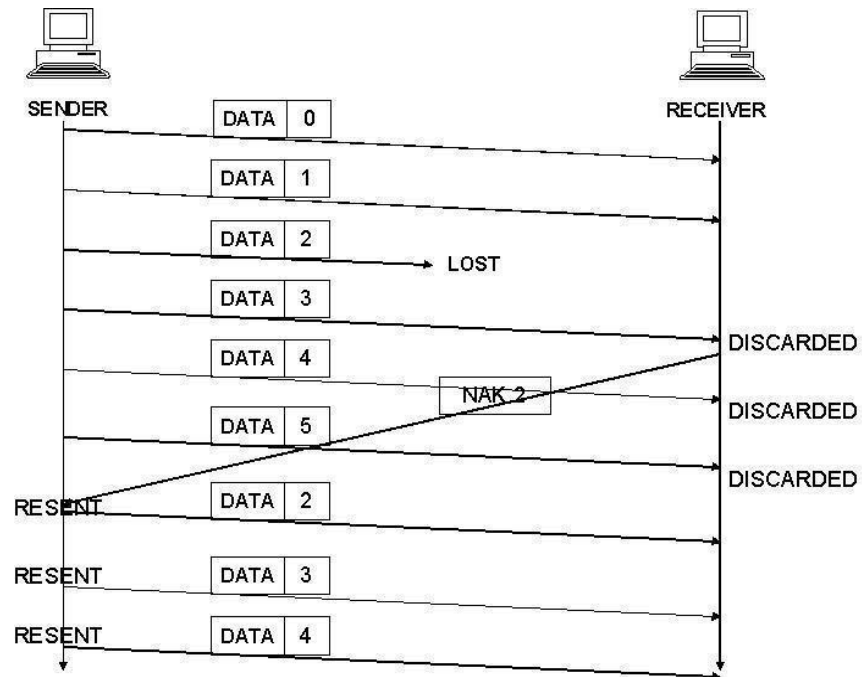 SENDER
RECEIVER
DATA 0
DATA 1
DATA 2
LOST
DATA 3
DISCARDED
DATA 4
NAK 2
DISCARDED
DATA 5
DISCARDED
RESENT
DATA 2
RESENT
DATA 3
RESENT
DATA 4